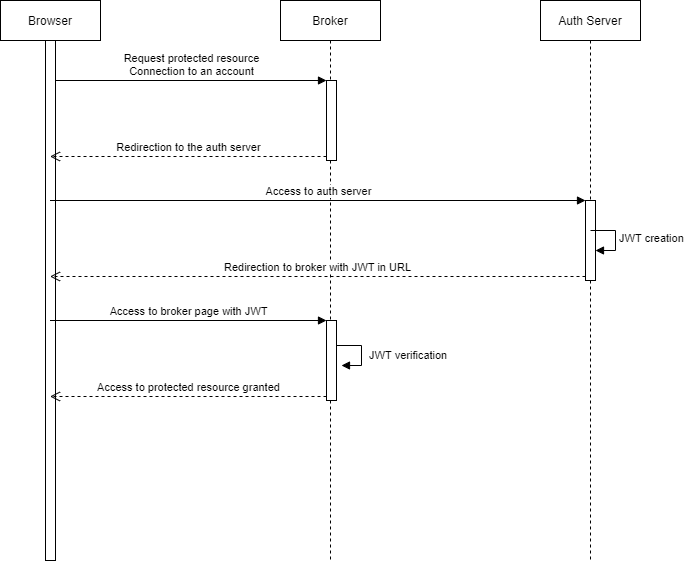 Browser
Broker
Auth Server
Request protected resource
Connection to an account
Redirection to the auth server
Access to auth server
JWT creation
Redirection to broker with JWT in URL
Access to broker page with JWT
JWT verification
Access to protected resource granted